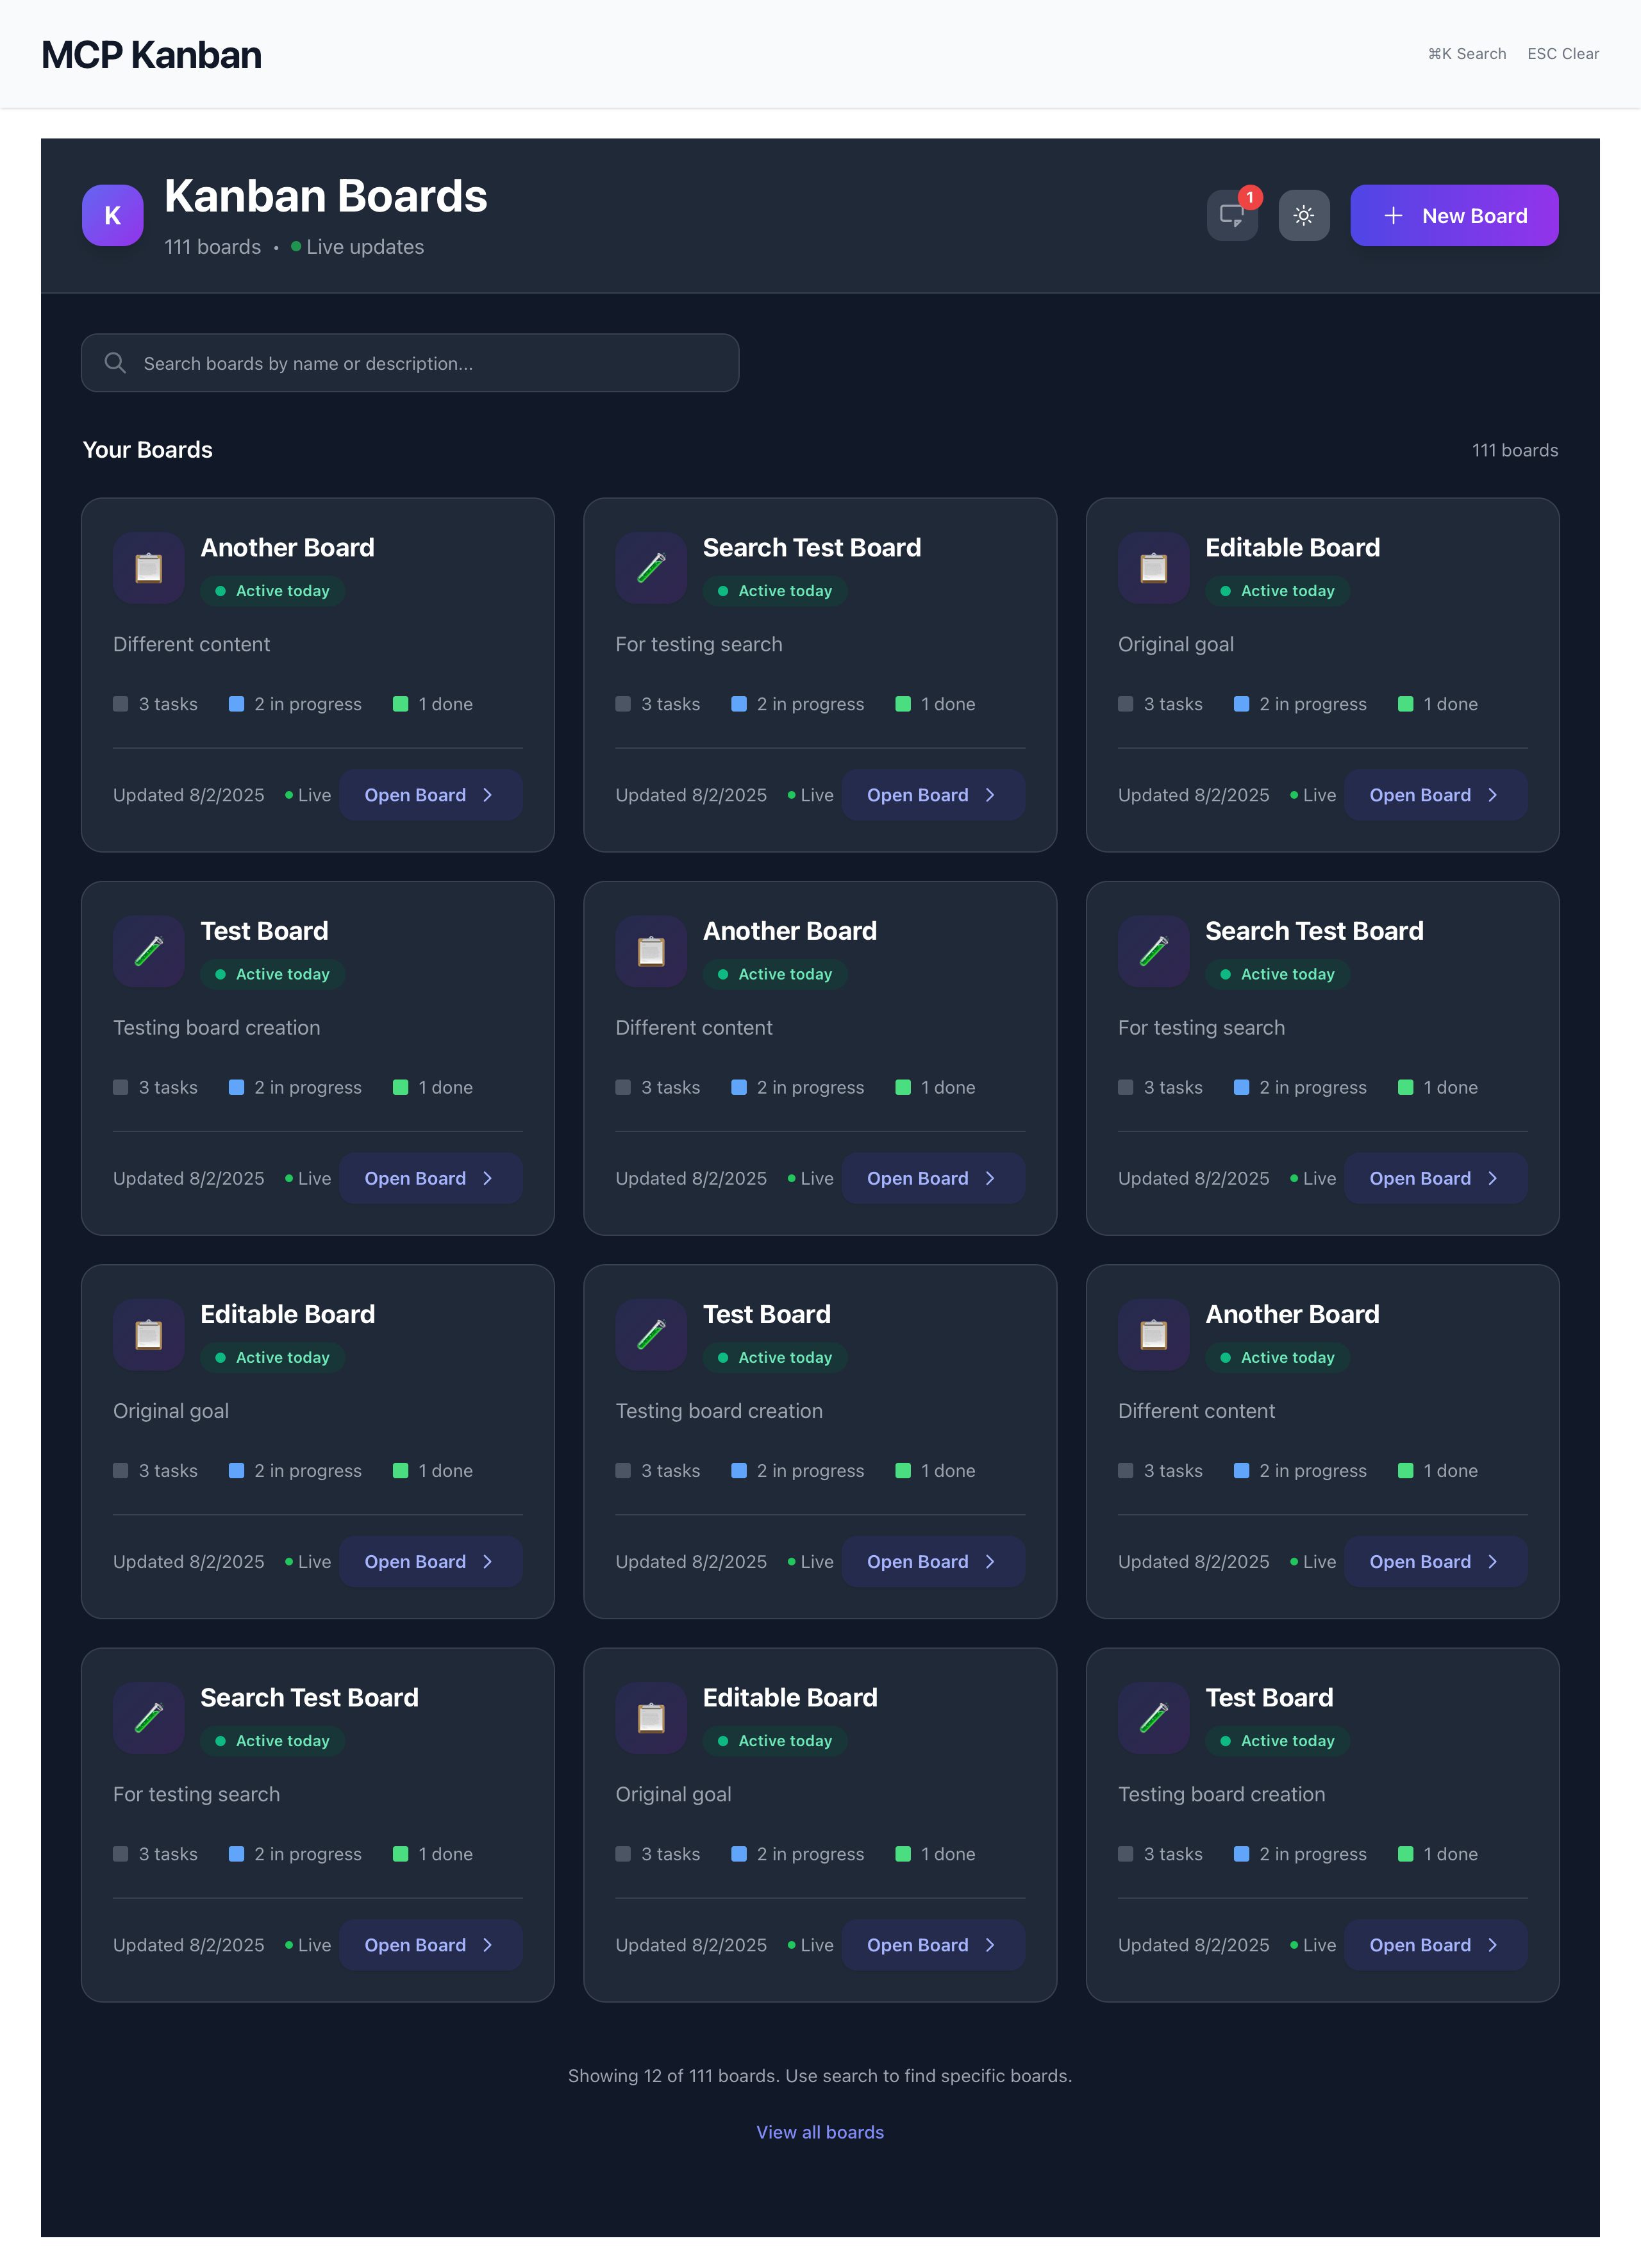 MCP Kanban
⌘K Search ESC Clear
K
Kanban Boards
111 boards • Live updates
1
New Board
Search boards by name or description...
Your Boards
111 boards
Another Board
Active today
Different content
3 tasks 2 in progress 1 done
Updated 8/2/2025 Live Open Board
Search Test Board
Active today
For testing search
3 tasks 2 in progress 1 done
Updated 8/2/2025 Live Open Board
Editable Board
Active today
Original goal
3 tasks 2 in progress 1 done
Updated 8/2/2025 Live Open Board
Test Board
Active today
Testing board creation
3 tasks 2 in progress 1 done
Updated 8/2/2025 Live Open Board
Another Board
Active today
Different content
3 tasks 2 in progress 1 done
Updated 8/2/2025 Live Open Board
Search Test Board
Active today
For testing search
3 tasks 2 in progress 1 done
Updated 8/2/2025 Live Open Board
Editable Board
Active today
Original goal
3 tasks 2 in progress 1 done
Updated 8/2/2025 Live Open Board
Test Board
Active today
Testing board creation
3 tasks 2 in progress 1 done
Updated 8/2/2025 Live Open Board
Another Board
Active today
Different content
3 tasks 2 in progress 1 done
Updated 8/2/2025 Live Open Board
Search Test Board
Active today
For testing search
3 tasks 2 in progress 1 done
Updated 8/2/2025 Live Open Board
Editable Board
Active today
Original goal
3 tasks 2 in progress 1 done
Updated 8/2/2025 Live Open Board
Test Board
Active today
Testing board creation
3 tasks 2 in progress 1 done
Updated 8/2/2025 Live Open Board
Showing 12 of 111 boards. Use search to find specific boards.
View all boards